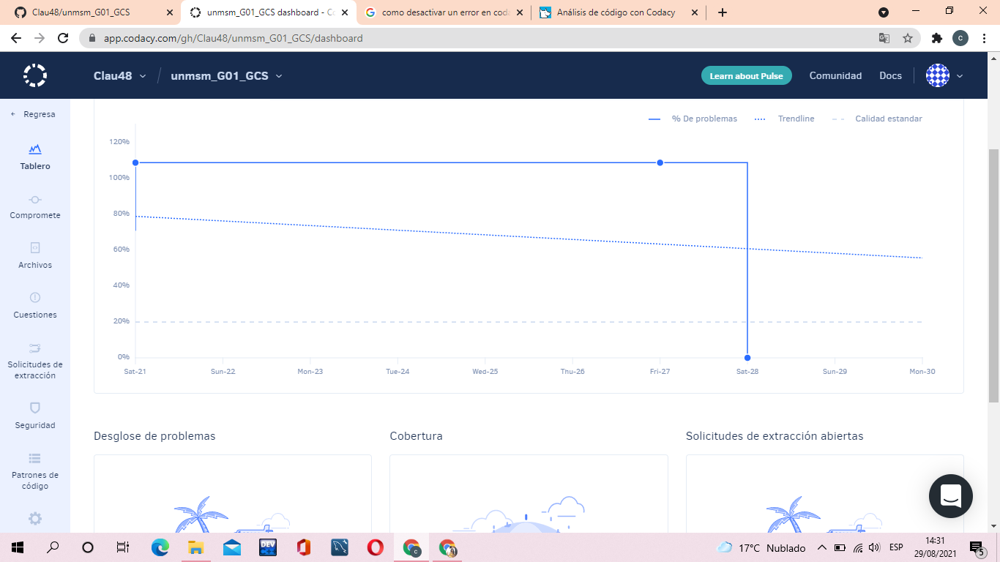 Clau48/unmsm_G01_GCS
unmsm_G01_GCS dashboard - Co
como desactivar un error en coda
Análisis de código con Codacy
app.codacy.com/gh/Clau48/unmsm_G01_GCS/dashboard
c
Clau48 / unmsm_G01_GCS
Learn about Pulse
Comunidad
Docs
Regresa
Tablero
Compromete
Archivos
Cuestiones
Solicitudes de
extracción
Seguridad
Patrones de
código
% De problemas
Trendline
Calidad estandar
120%
100%
80%
60%
40%
20%
0%
Sat-21 Sun-22 Mon-23 Tue-24 Wed-25 Thu-26 Fri-27 Sat-28 Sun-29 Mon-30
Desglose de problemas
Cobertura
Solicitudes de extracción abiertas
DEV
C
17°C Nublado
ESP
14:31
29/08/2021
5